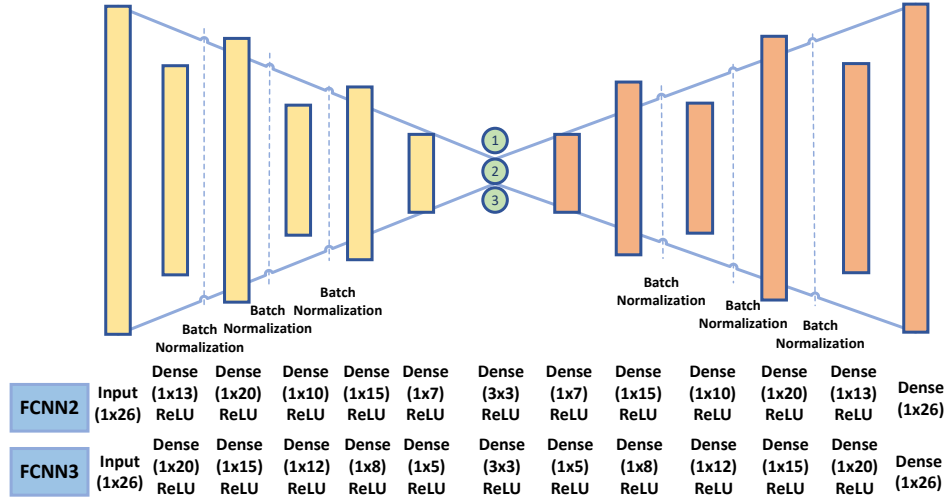 1
2
3
Batch
Normalization
Batch
Normalization
Batch
Normalization
Batch
Normalization
Batch
Normalization
Batch
Normalization
FCNN2
Input
(1x26)
Dense
(1x13)
ReLU
Dense
(1x20)
ReLU
Dense
(1x10)
ReLU
Dense
(1x15)
ReLU
Dense
(1x7)
ReLU
Dense
(3x3)
ReLU
Dense
(1x7)
ReLU
Dense
(1x15)
ReLU
Dense
(1x10)
ReLU
Dense
(1x20)
ReLU
Dense
(1x13)
ReLU
Dense
(1x26)
FCNN3
Input
(1x26)
Dense
(1x20)
ReLU
Dense
(1x15)
ReLU
Dense
(1x12)
ReLU
Dense
(1x8)
ReLU
Dense
(1x5)
ReLU
Dense
(3x3)
ReLU
Dense
(1x5)
ReLU
Dense
(1x8)
ReLU
Dense
(1x12)
ReLU
Dense
(1x15)
ReLU
Dense
(1x20)
ReLU
Dense
(1x26)